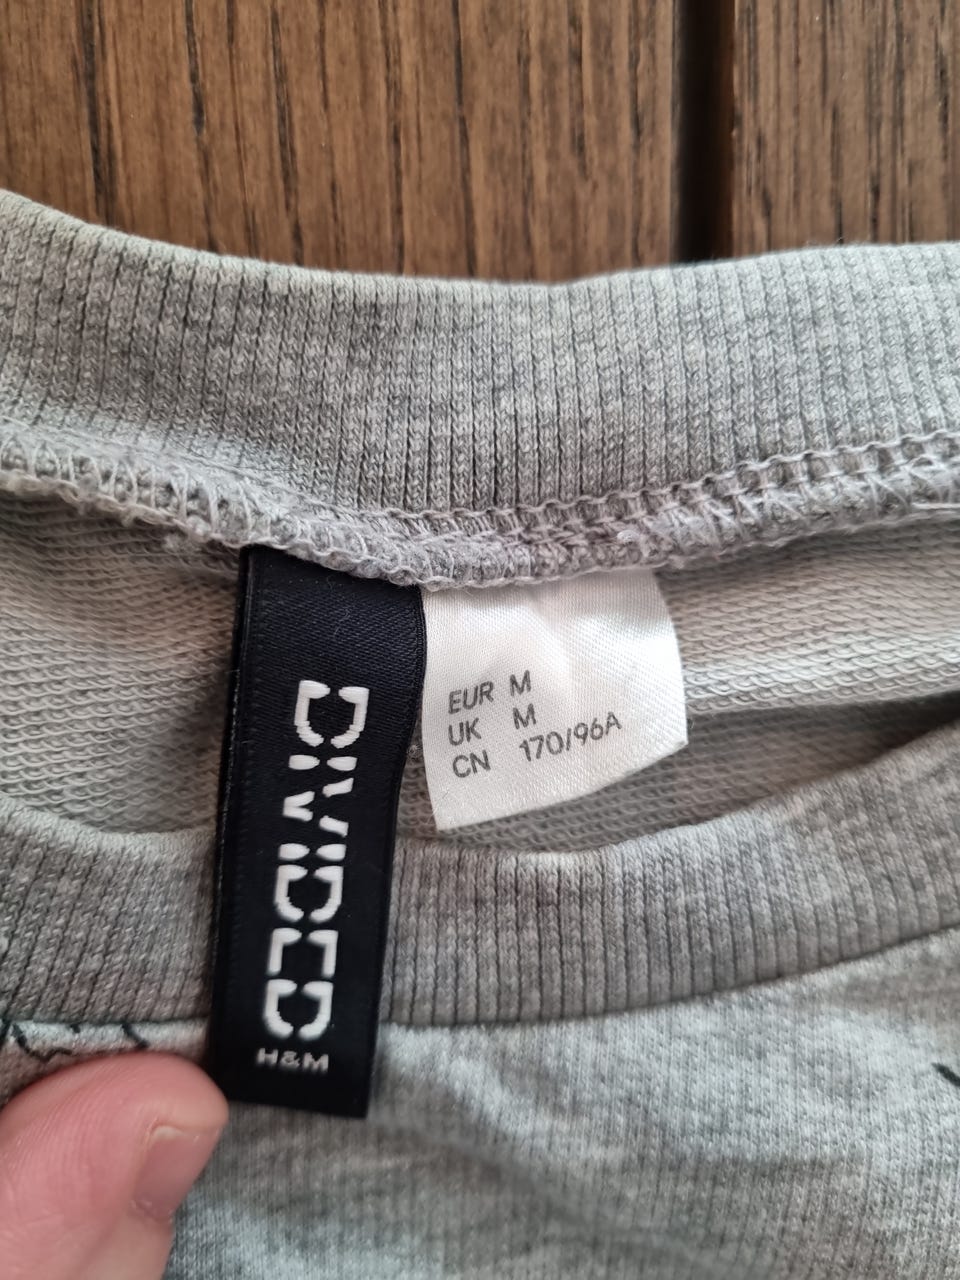 DIVIDED
H&M
EUR M
UK M
CN 170/96A